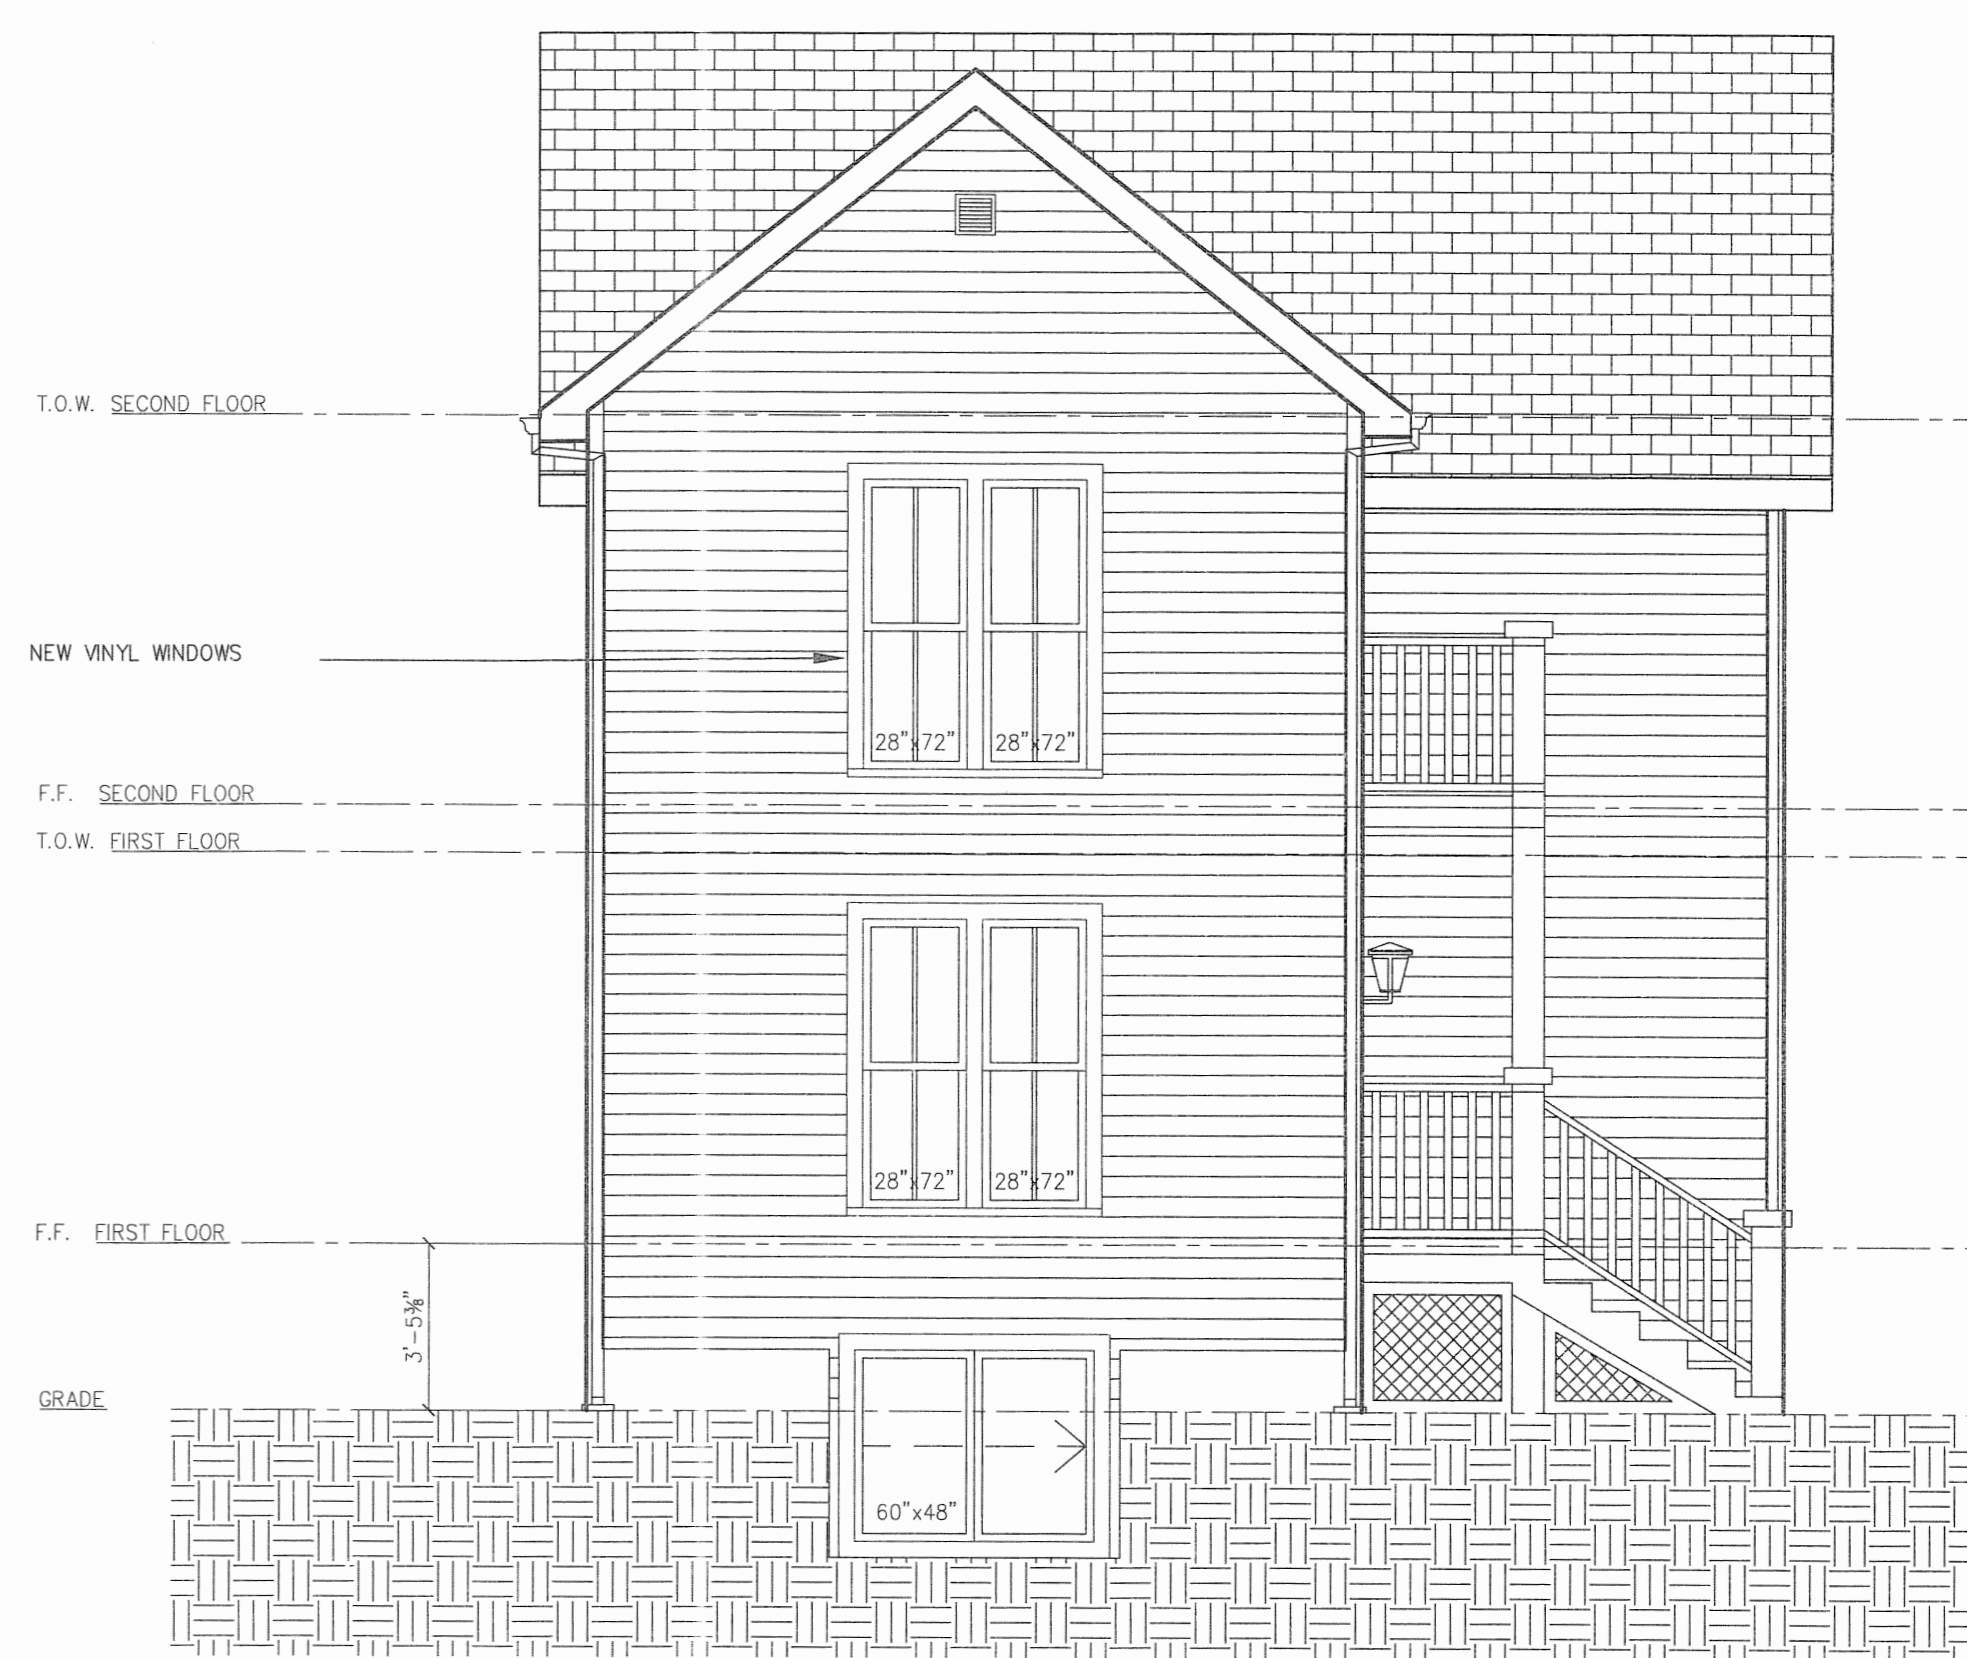 T.O.W. SECOND FLOOR
NEW VINYL WINDOWS
28"x72" 28"x72"
F.F. SECOND FLOOR
T.O.W. FIRST FLOOR
28"x72" 28"x72"
F.F. FIRST FLOOR
3'-5⅜"
GRADE
60"x48"